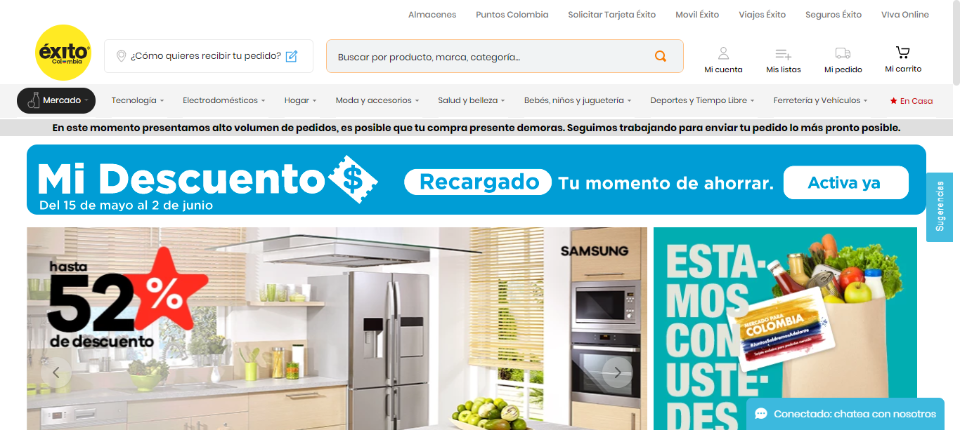 Almacenes Puntos Colombia Solicitar Tarjeta Éxito Movil Éxito Viajes Éxito Seguros Éxito VIva Online
éxito
Colombia
¿Cómo quieres recibir tu pedido?
Buscar por producto, marca, categoría...
Mi cuenta Mis listas Mi pedido Mi carrito
Mercado Tecnología Electrodomésticos Hogar Moda y accesorios Salud y belleza Bebés, niños y juguetería Deportes y Tiempo Libre Ferretería y Vehículos En Casa
En este momento presentamos alto volumen de pedidos, es posible que tu compra presente demoras. Seguimos trabajando para enviar tu pedido lo más pronto posible.
Mi Descuento $ Recargado Tu momento de ahorrar. Activa ya
Del 15 de mayo al 2 de junio
Sugerencias
hasta
52%
de descuento
SAMSUNG
ESTA-
MOS
CON
USTE-
DES
MERCADO PARA
COLOMBIA
Conectado: chatea con nosotros